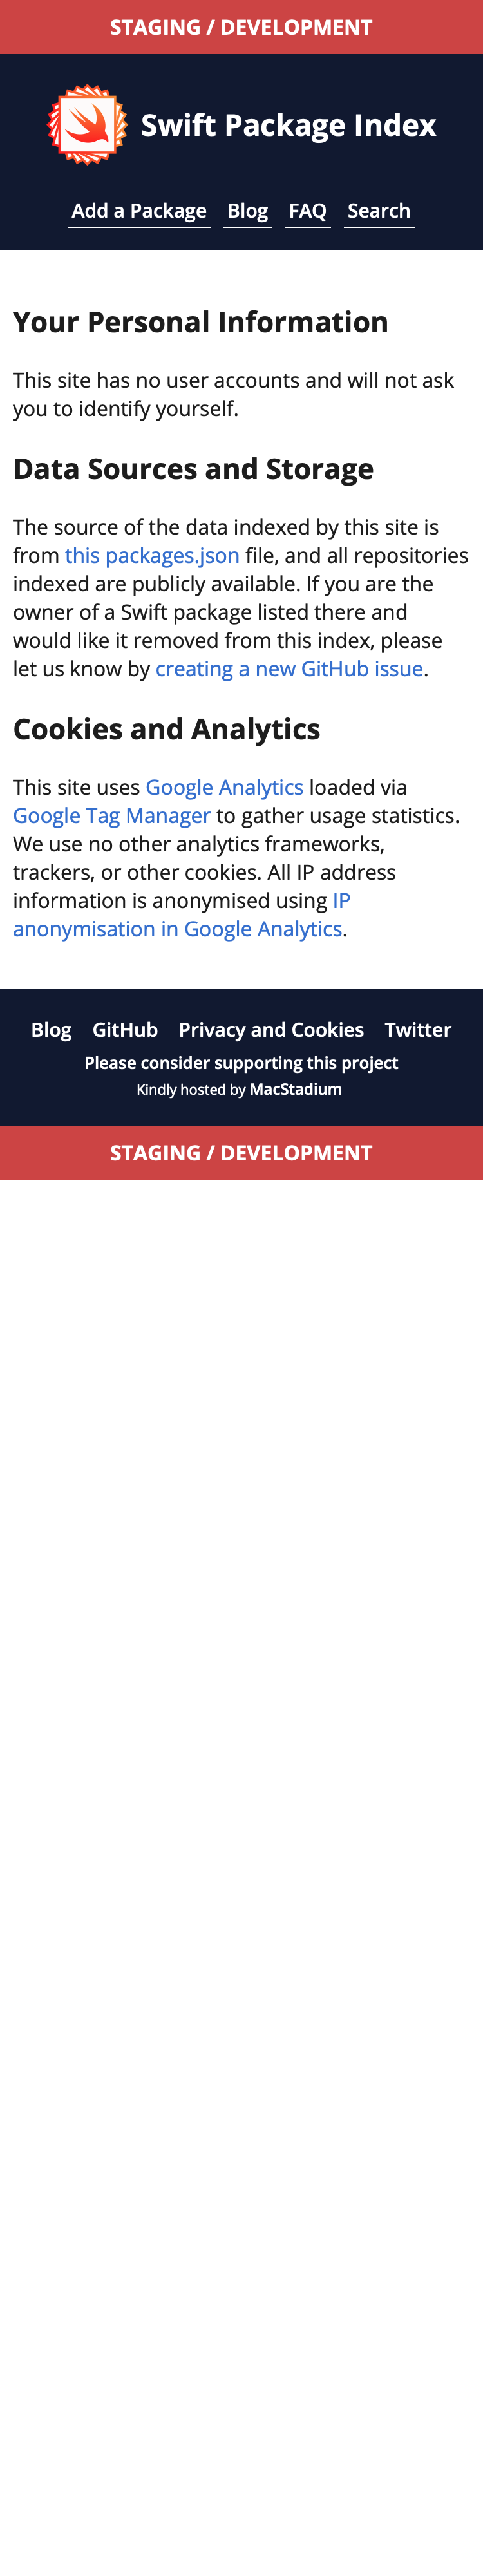 STAGING / DEVELOPMENT
Swift Package Index
Add a Package Blog FAQ Search
Your Personal Information
This site has no user accounts and will not ask
you to identify yourself.
Data Sources and Storage
The source of the data indexed by this site is
from this packages.json file, and all repositories
indexed are publicly available. If you are the
owner of a Swift package listed there and
would like it removed from this index, please
let us know by creating a new GitHub issue.
Cookies and Analytics
This site uses Google Analytics loaded via
Google Tag Manager to gather usage statistics.
We use no other analytics frameworks,
trackers, or other cookies. All IP address
information is anonymised using IP
anonymisation in Google Analytics.
Blog GitHub Privacy and Cookies Twitter
Please consider supporting this project
Kindly hosted by MacStadium
STAGING / DEVELOPMENT